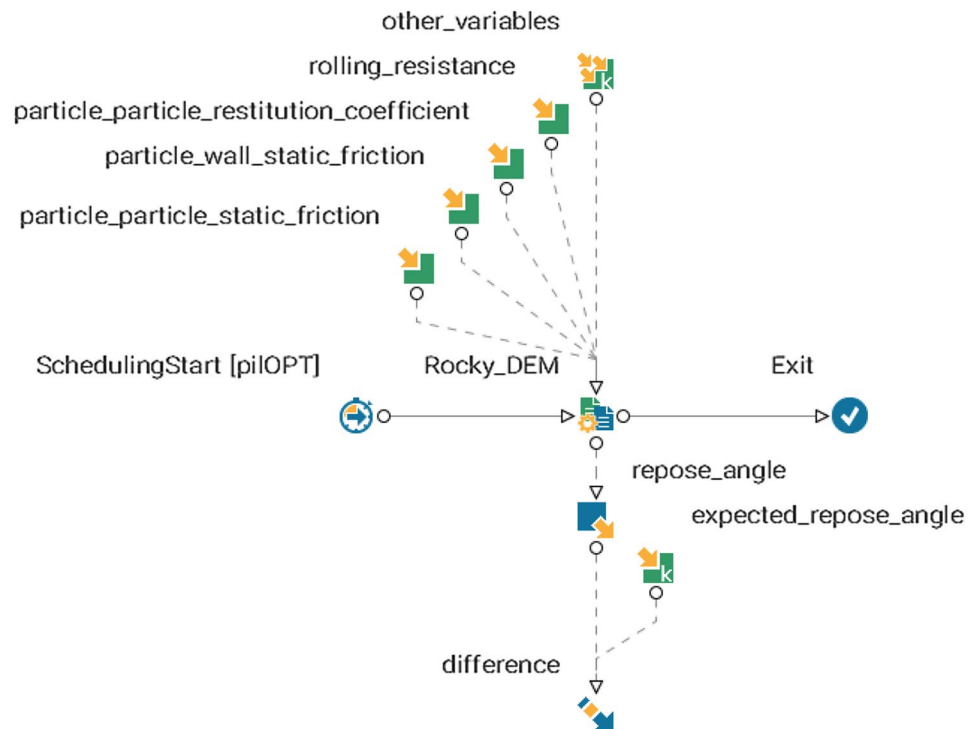 other_variables
rolling_resistance
particle_particle_restitution_coefficient
particle_wall_static_friction
particle_particle_static_friction
SchedulingStart [pilOPT]
Rocky_DEM
Exit
repose_angle
expected_repose_angle
difference
k
k